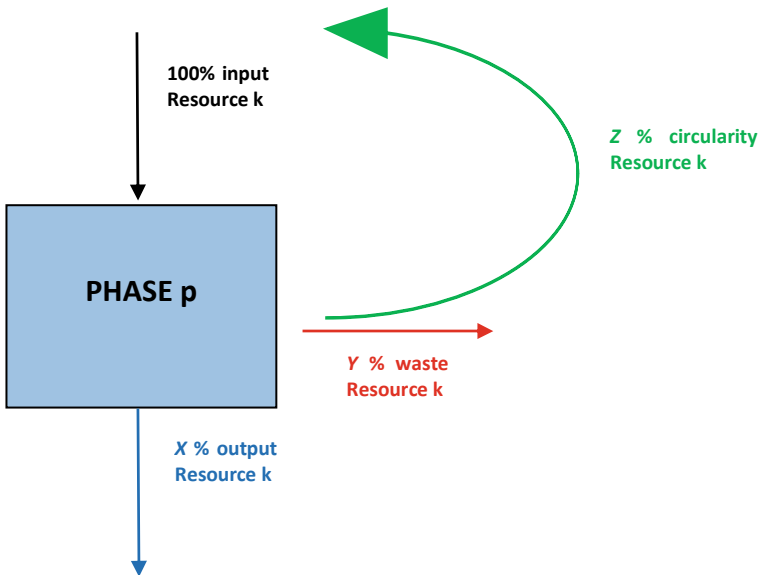 100% input
Resource k
Z % circularity
Resource k
PHASE p
Y % waste
Resource k
X % output
Resource k